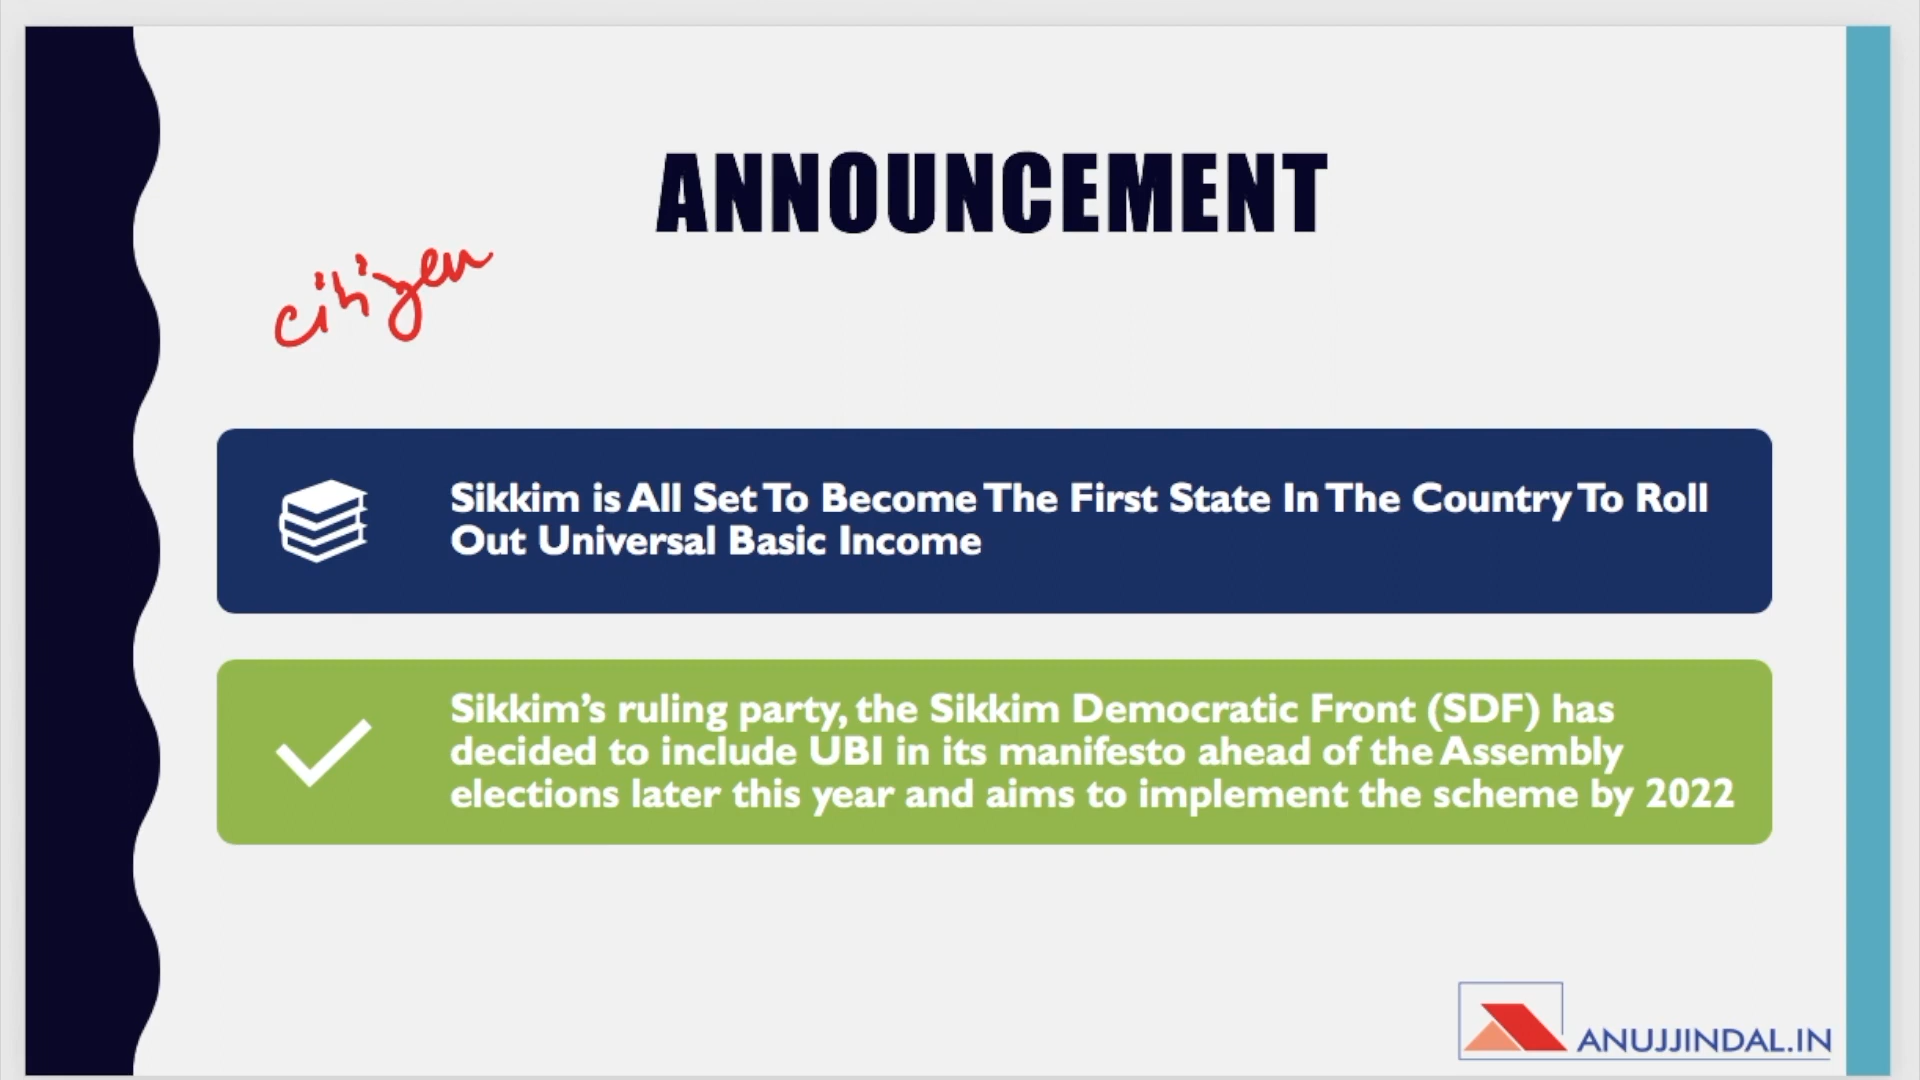 ANNOUNCEMENT
citizen
Sikkim is All Set To Become The First State In The Country To Roll
Out Universal Basic Income
Sikkim's ruling party, the Sikkim Democratic Front (SDF) has
decided to include UBI in its manifesto ahead of the Assembly
elections later this year and aims to implement the scheme by 2022
ANUJJINDAL.IN